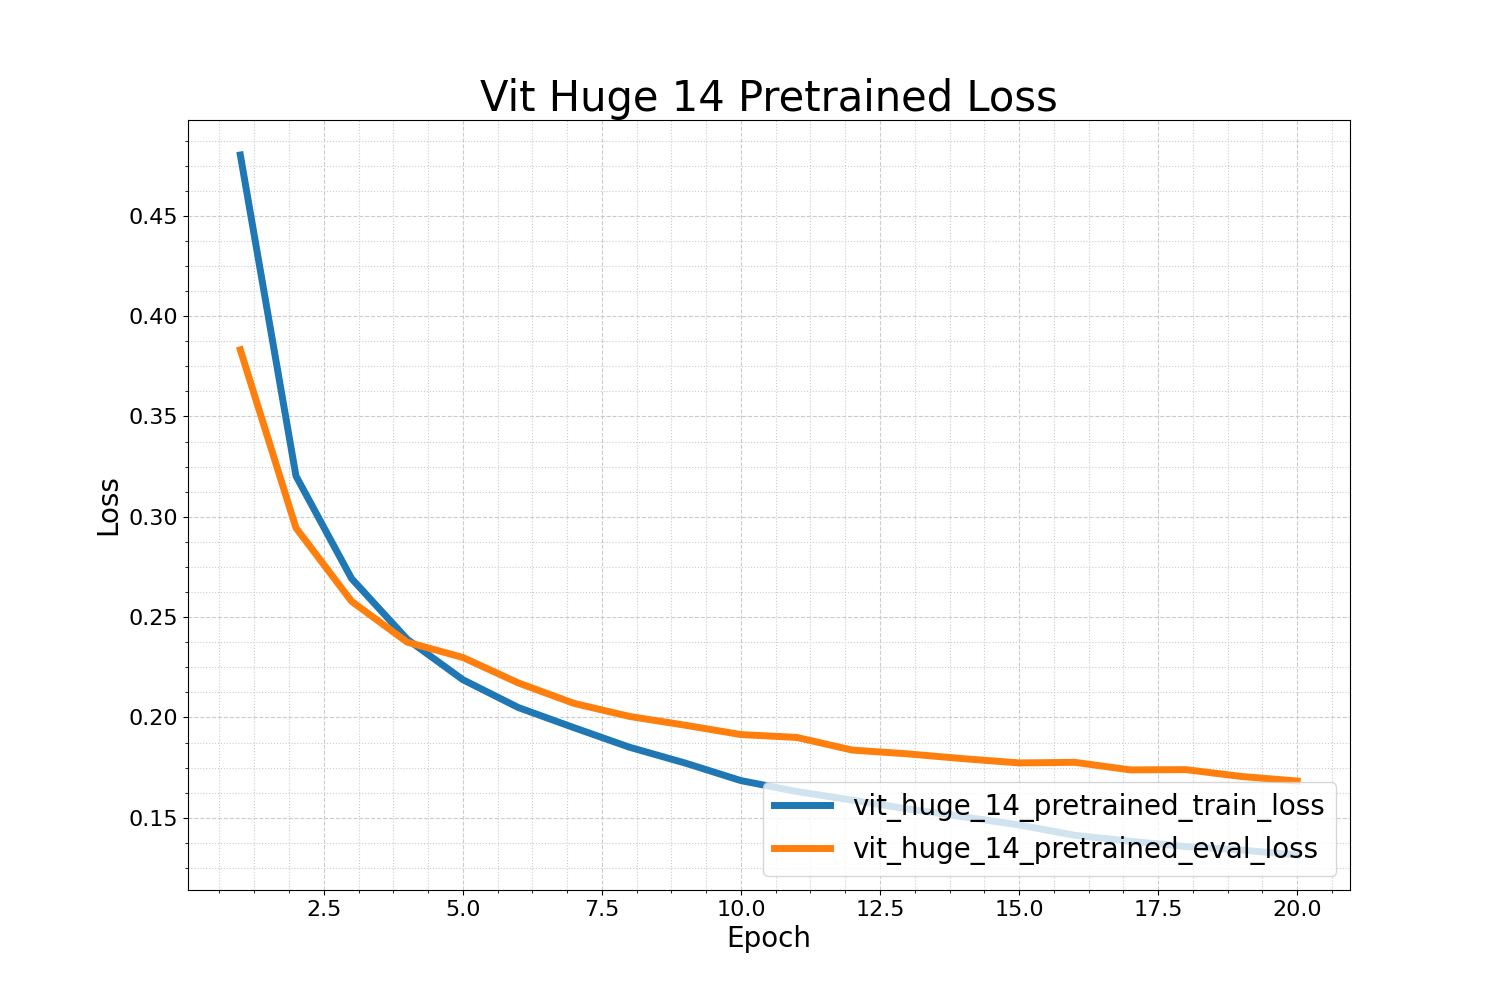 Vit Huge 14 Pretrained Loss
Loss
0.45
0.40
0.35
0.30
0.25
0.20
0.15
vit_huge_14_pretrained_train_loss
vit_huge_14_pretrained_eval_loss
2.5 5.0 7.5 10.0 12.5 15.0 17.5 20.0
Epoch